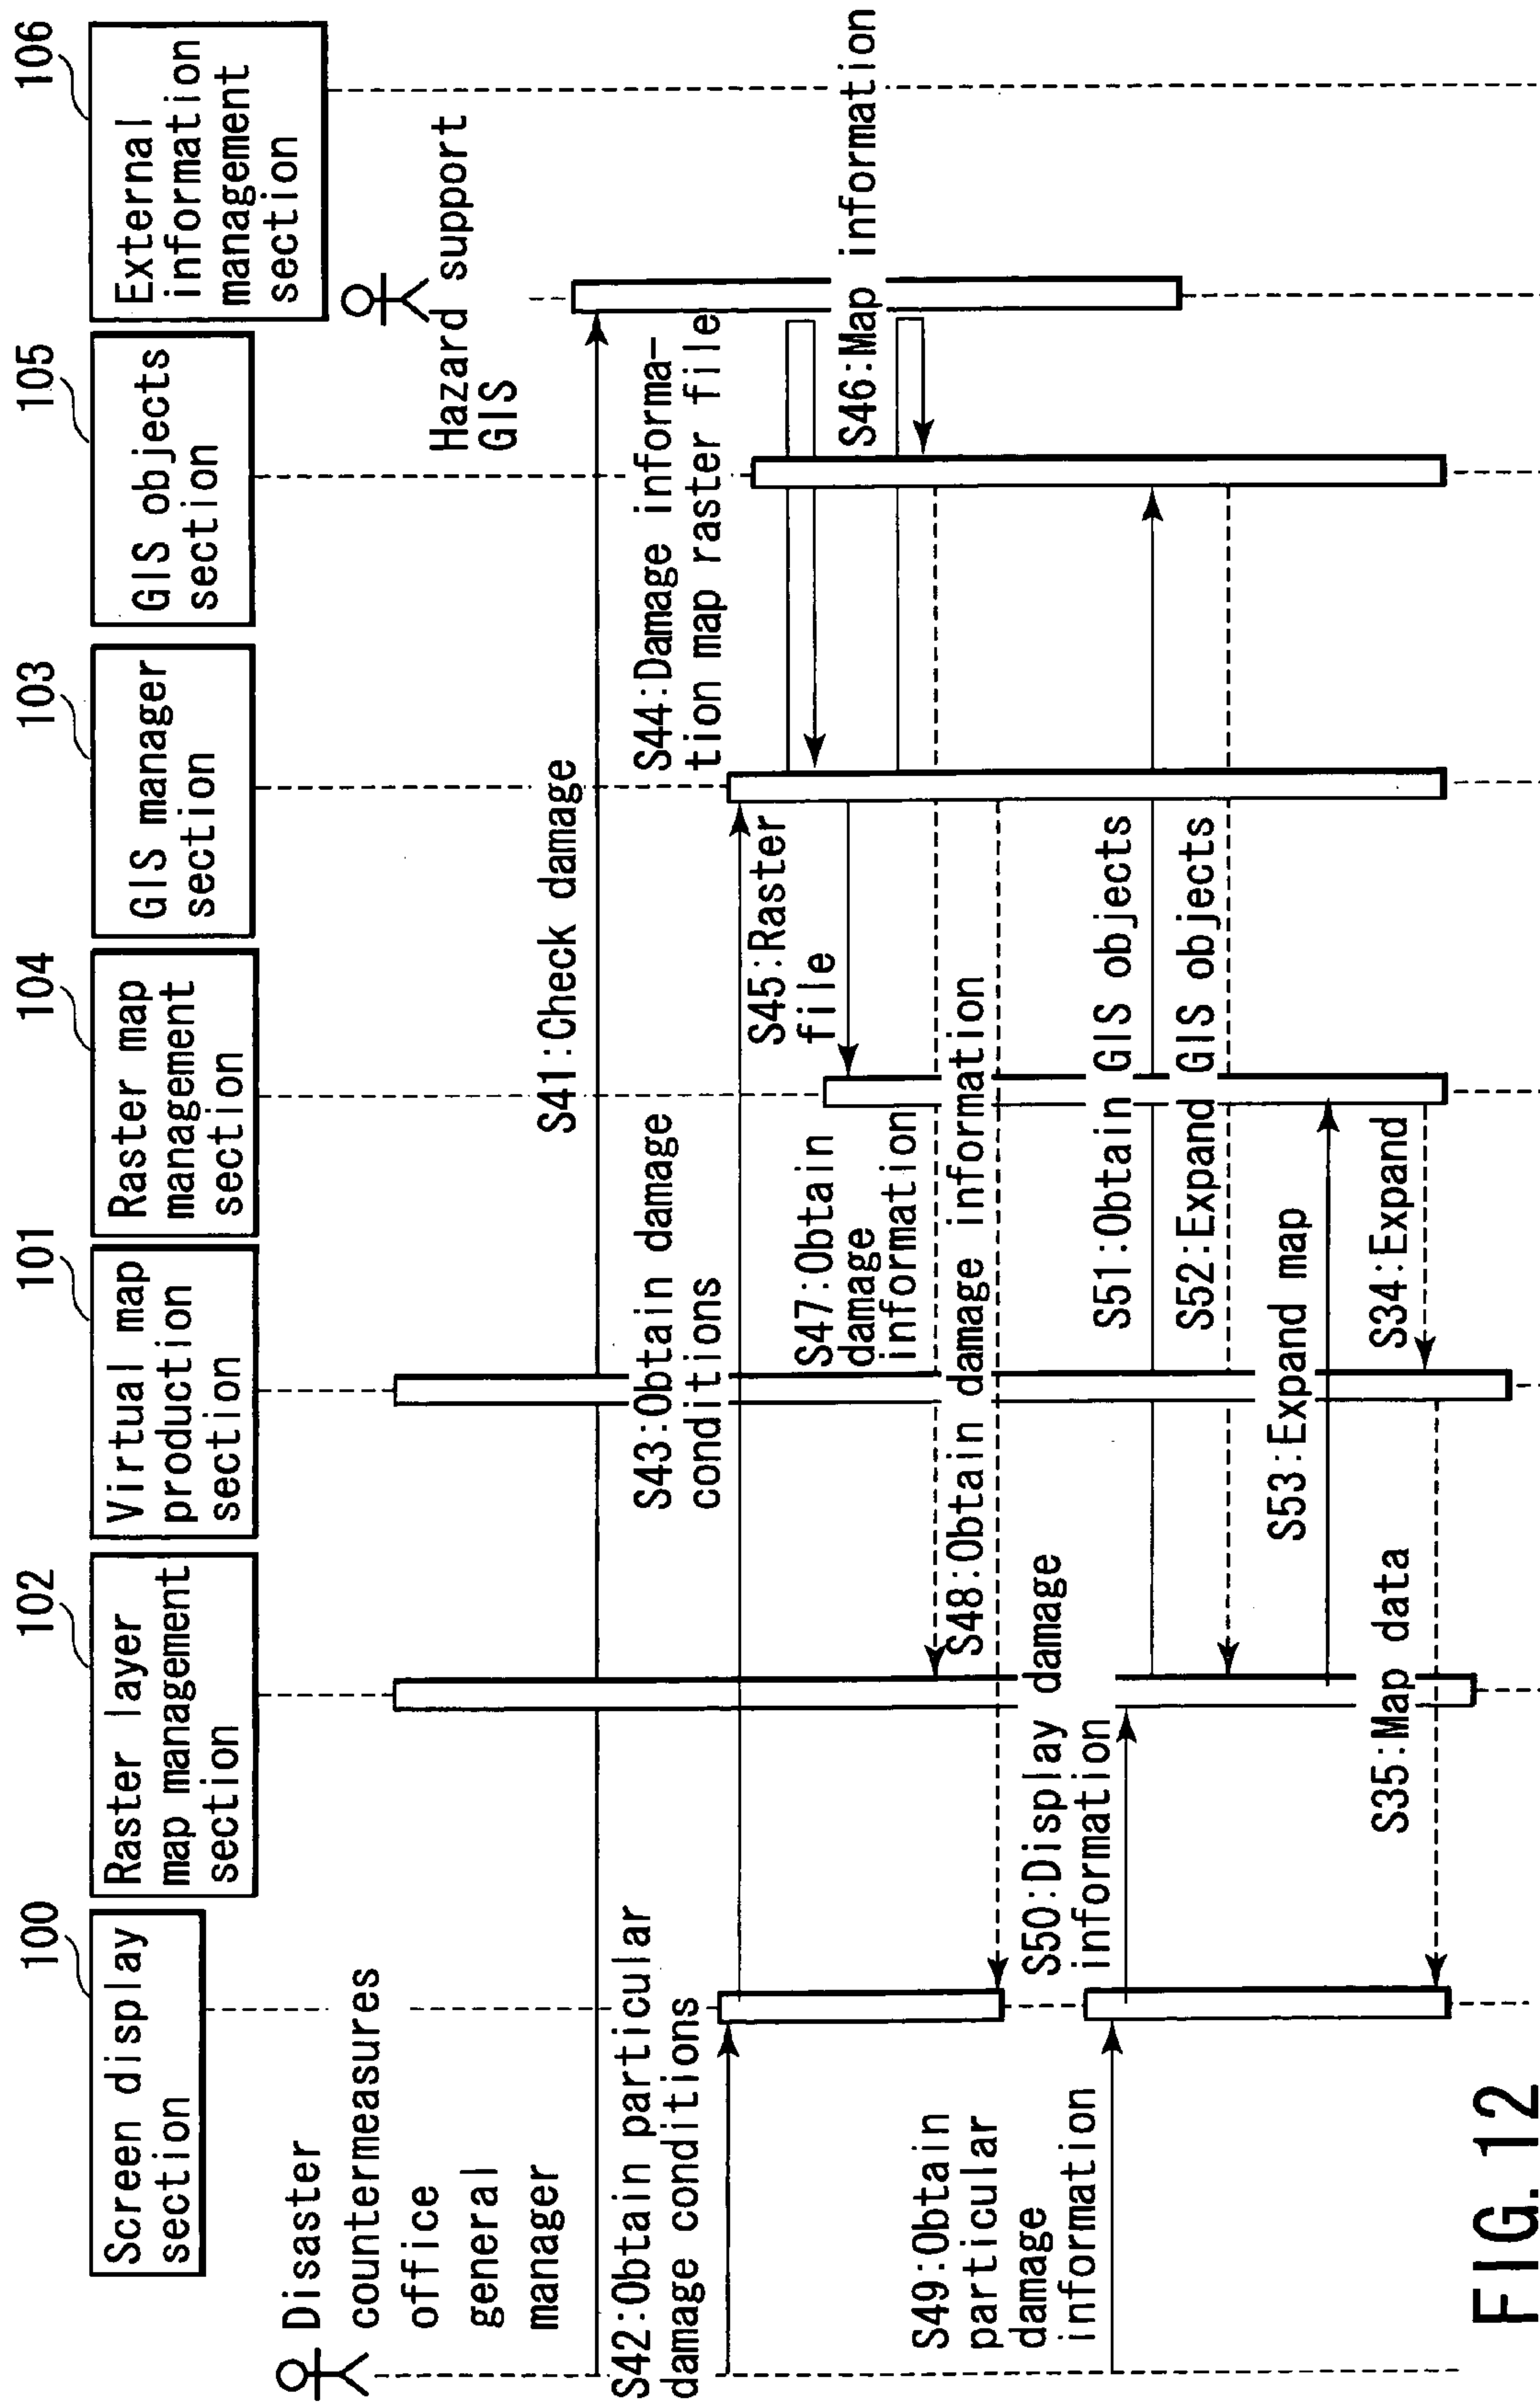 100
Screen display
section
102
Raster layer
map management
section
101
Virtual map
production
section
104
Raster map
management
section
103
GIS manager
section
105
GIS objects
section
106
External
information
management
section
Disaster
countermeasures
office
general
manager
Hazard support
GIS
S41:Check damage
S42:Obtain particular
damage conditions
S43:Obtain damage
conditions
S44:Damage informa-
tion map raster file
S45:Raster
file
S46:Map information
S47:Obtain
damage
information
S48:Obtain damage information
S49:Obtain
particular
damage
information
S50:Display damage
information
S51:Obtain GIS objects
S52:Expand GIS objects
S53:Expand map
S34:Expand
S35:Map data
FIG. 12